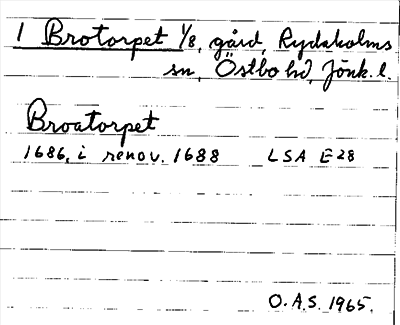 1 Brotorpet 1/8, gård, Rydaholms
sn, Östbo hd, Jönk. l.
Broatorpet
1686, i renov. 1688 LSA E28
O.A.S. 1965.